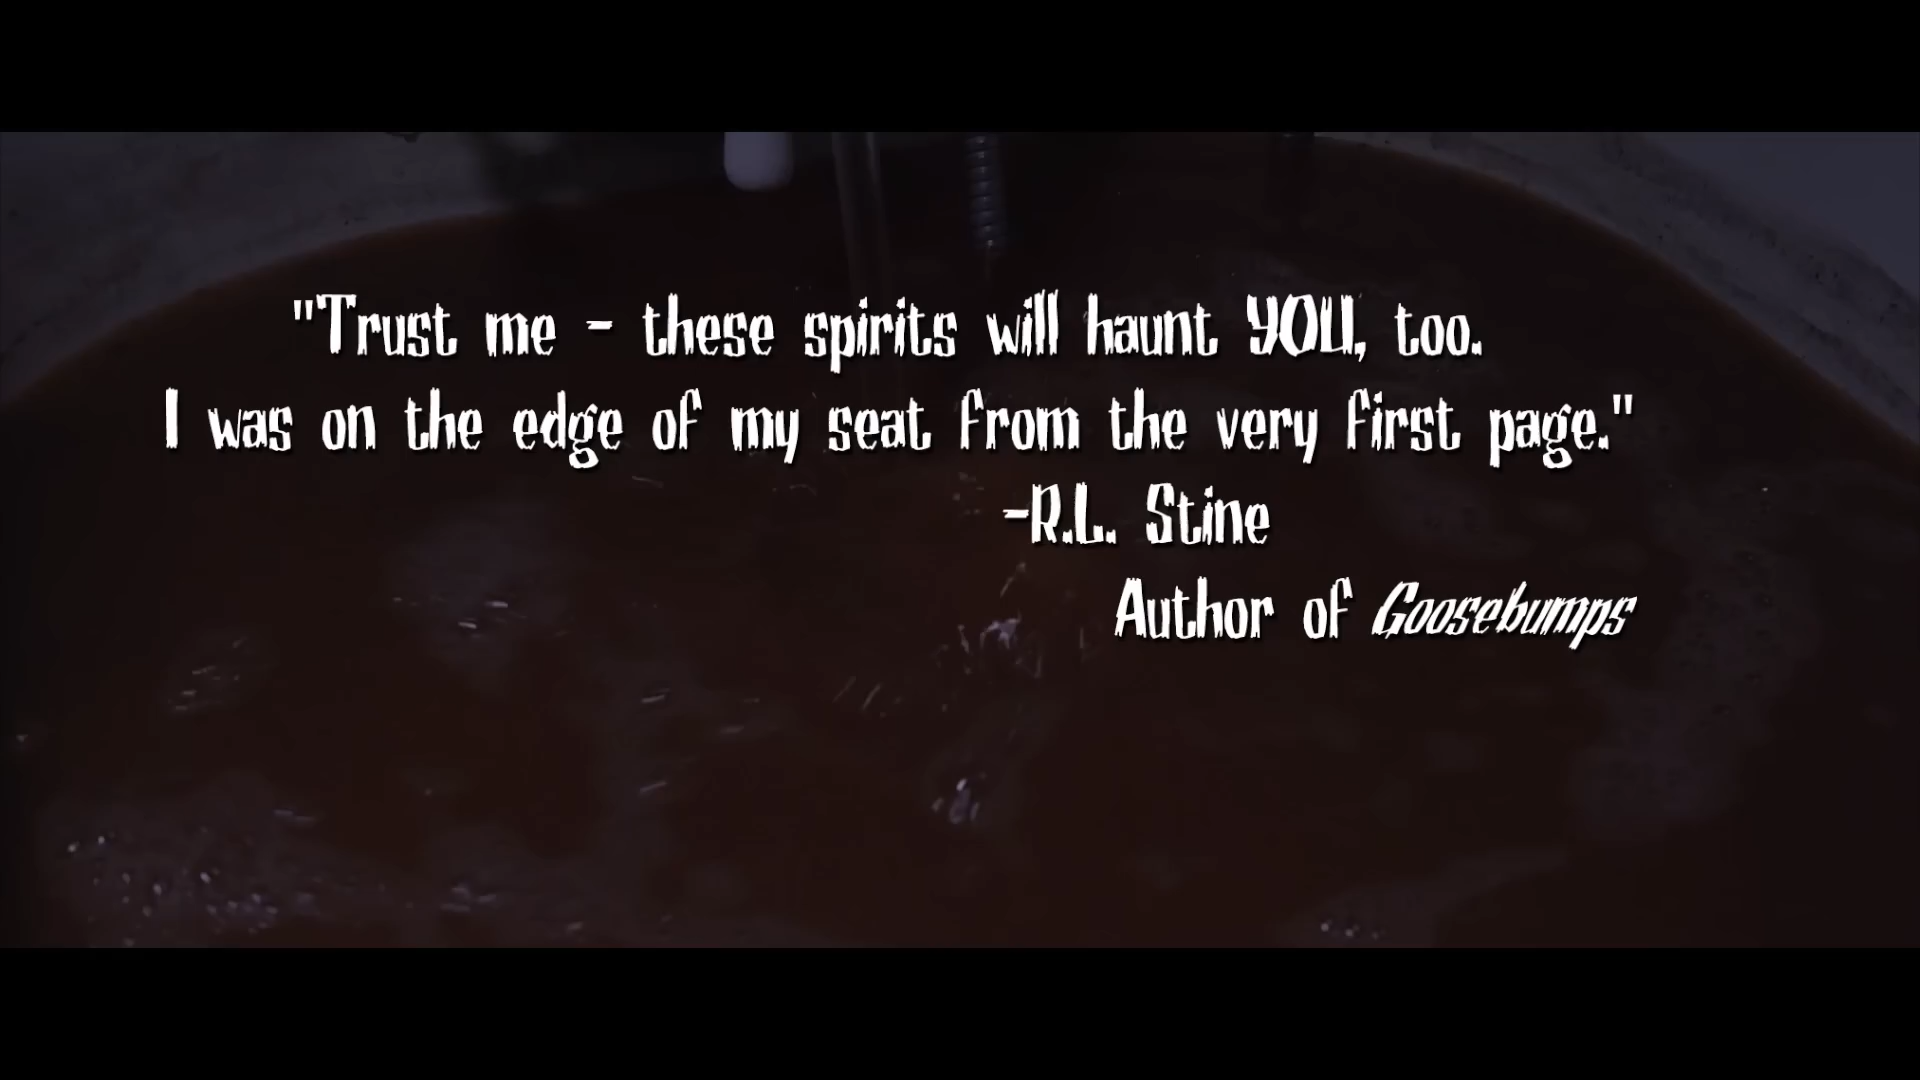 "Trust me - these spirits will haunt YOU, too.
I was on the edge of my seat from the very first page."
-R.L. Stine
Author of Goosebumps